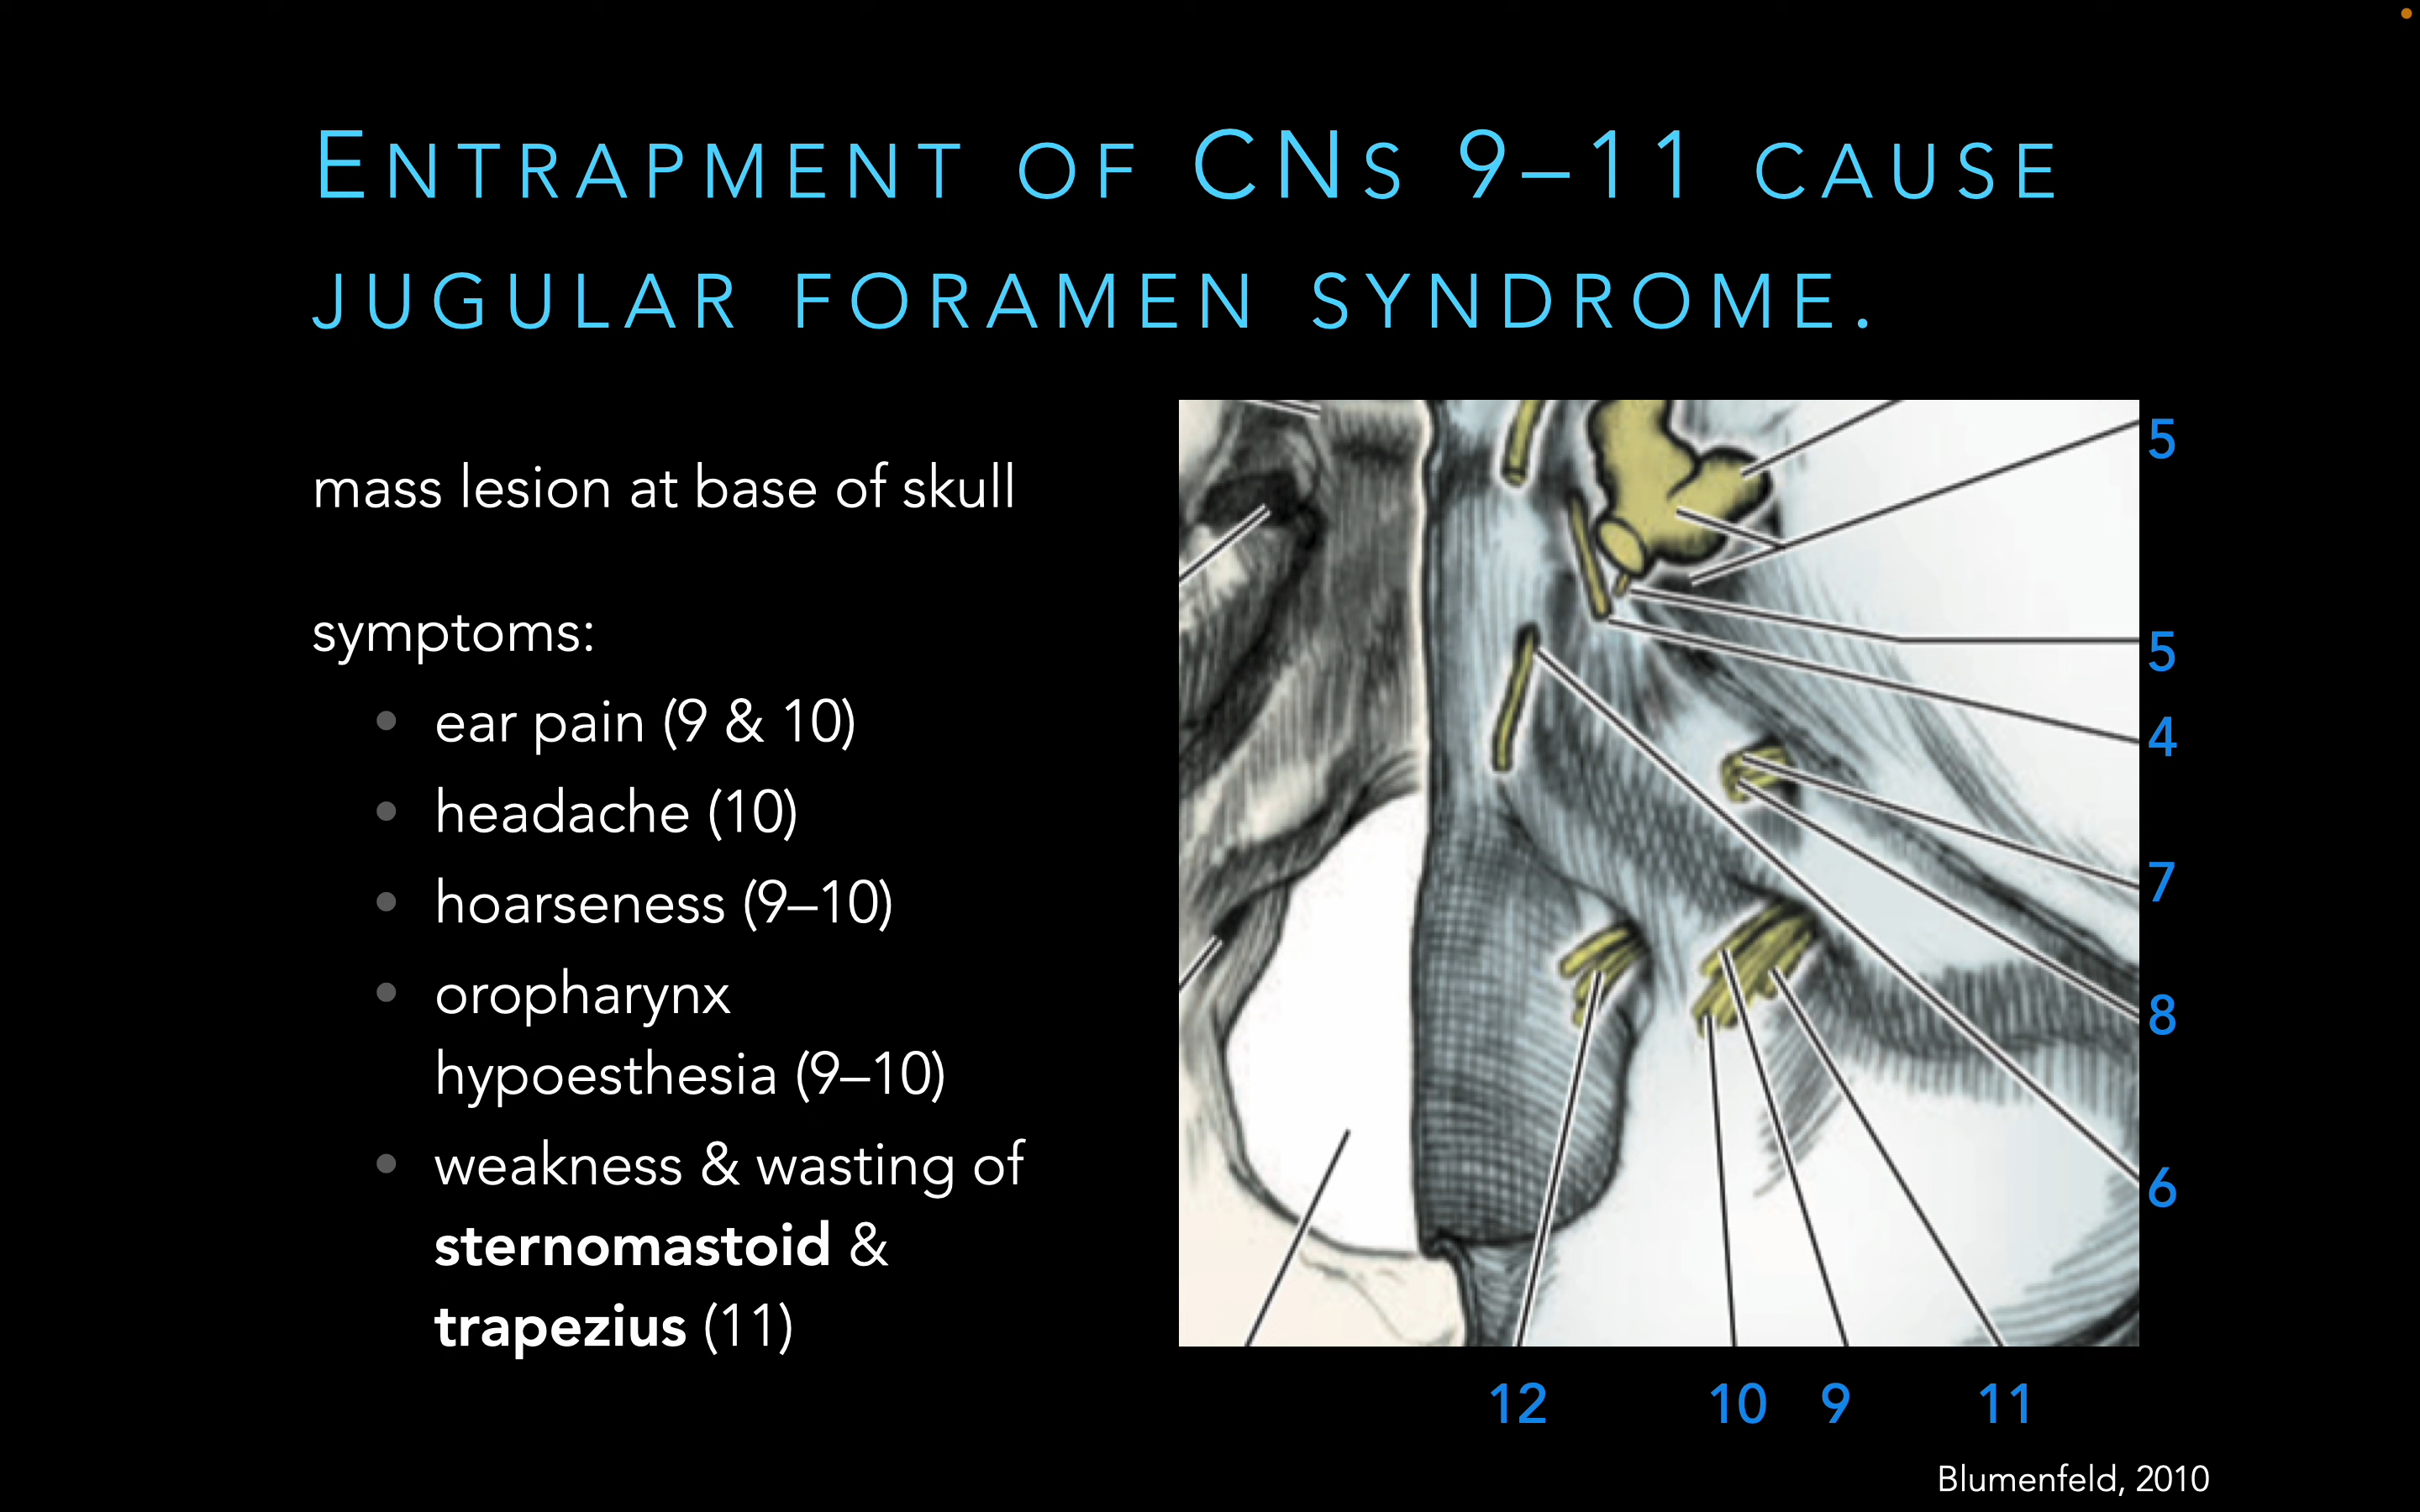 ENTRAPMENT OF CNS 9–11 CAUSE
JUGULAR FORAMEN SYNDROME.
mass lesion at base of skull
symptoms:
• ear pain (9 & 10)
• headache (10)
• hoarseness (9–10)
• oropharynx
hypoesthesia (9–10)
• weakness & wasting of
sternomastoid &
trapezius (11)
5
5
4
7
8
6
12 10 9 11
Blumenfeld, 2010